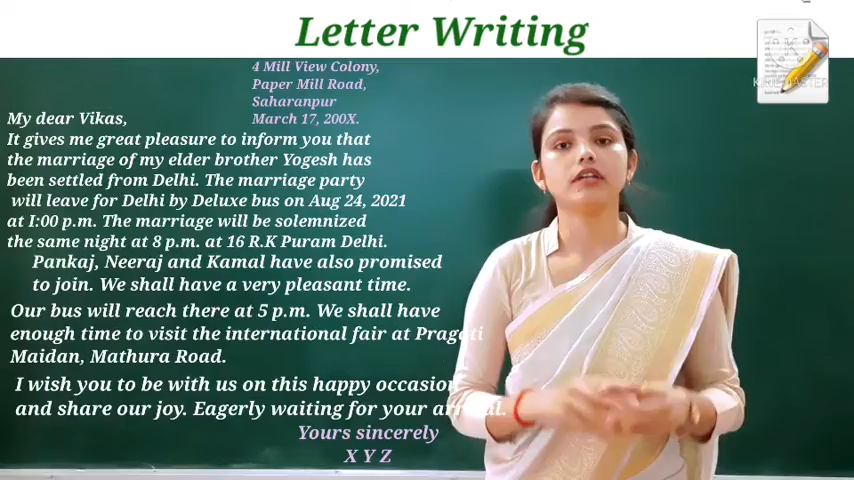 Letter Writing
4 Mill View Colony,
Paper Mill Road,
Saharanpur
March 17, 200X.
My dear Vikas,
It gives me great pleasure to inform you that
the marriage of my elder brother Yogesh has
been settled from Delhi. The marriage party
will leave for Delhi by Deluxe bus on Aug 24, 2021
at I:00 p.m. The marriage will be solemnized
the same night at 8 p.m. at 16 R.K Puram Delhi.
Pankaj, Neeraj and Kamal have also promised
to join. We shall have a very pleasant time.
Our bus will reach there at 5 p.m. We shall have
enough time to visit the international fair at Pragati
Maidan, Mathura Road.
I wish you to be with us on this happy occasion
and share our joy. Eagerly waiting for your arrival.
Yours sincerely
X Y Z